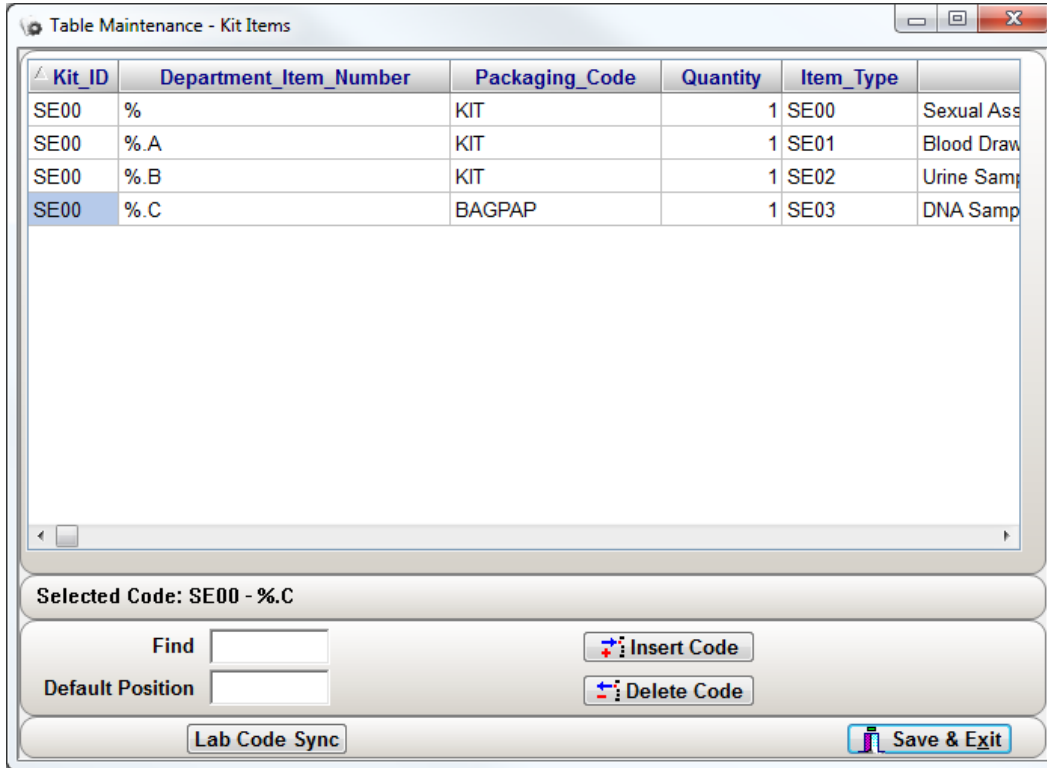 Table Maintenance - Kit Items
Kit_ID Department_Item_Number Packaging_Code Quantity Item_Type
SE00 % KIT 1 SE00 Sexual Ass
SE00 %.A KIT 1 SE01 Blood Draw
SE00 %.B KIT 1 SE02 Urine Samp
SE00 %.C BAGPAP 1 SE03 DNA Samp
Selected Code: SE00 - %.C
Find
Insert Code
Default Position
Delete Code
Lab Code Sync
Save & Exit